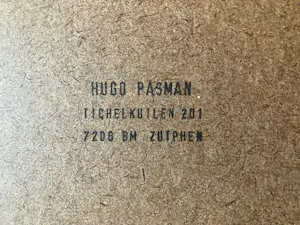 HUGO PASMAN.
TICHELKUILEN 201
7206 BM ZUTPHEN